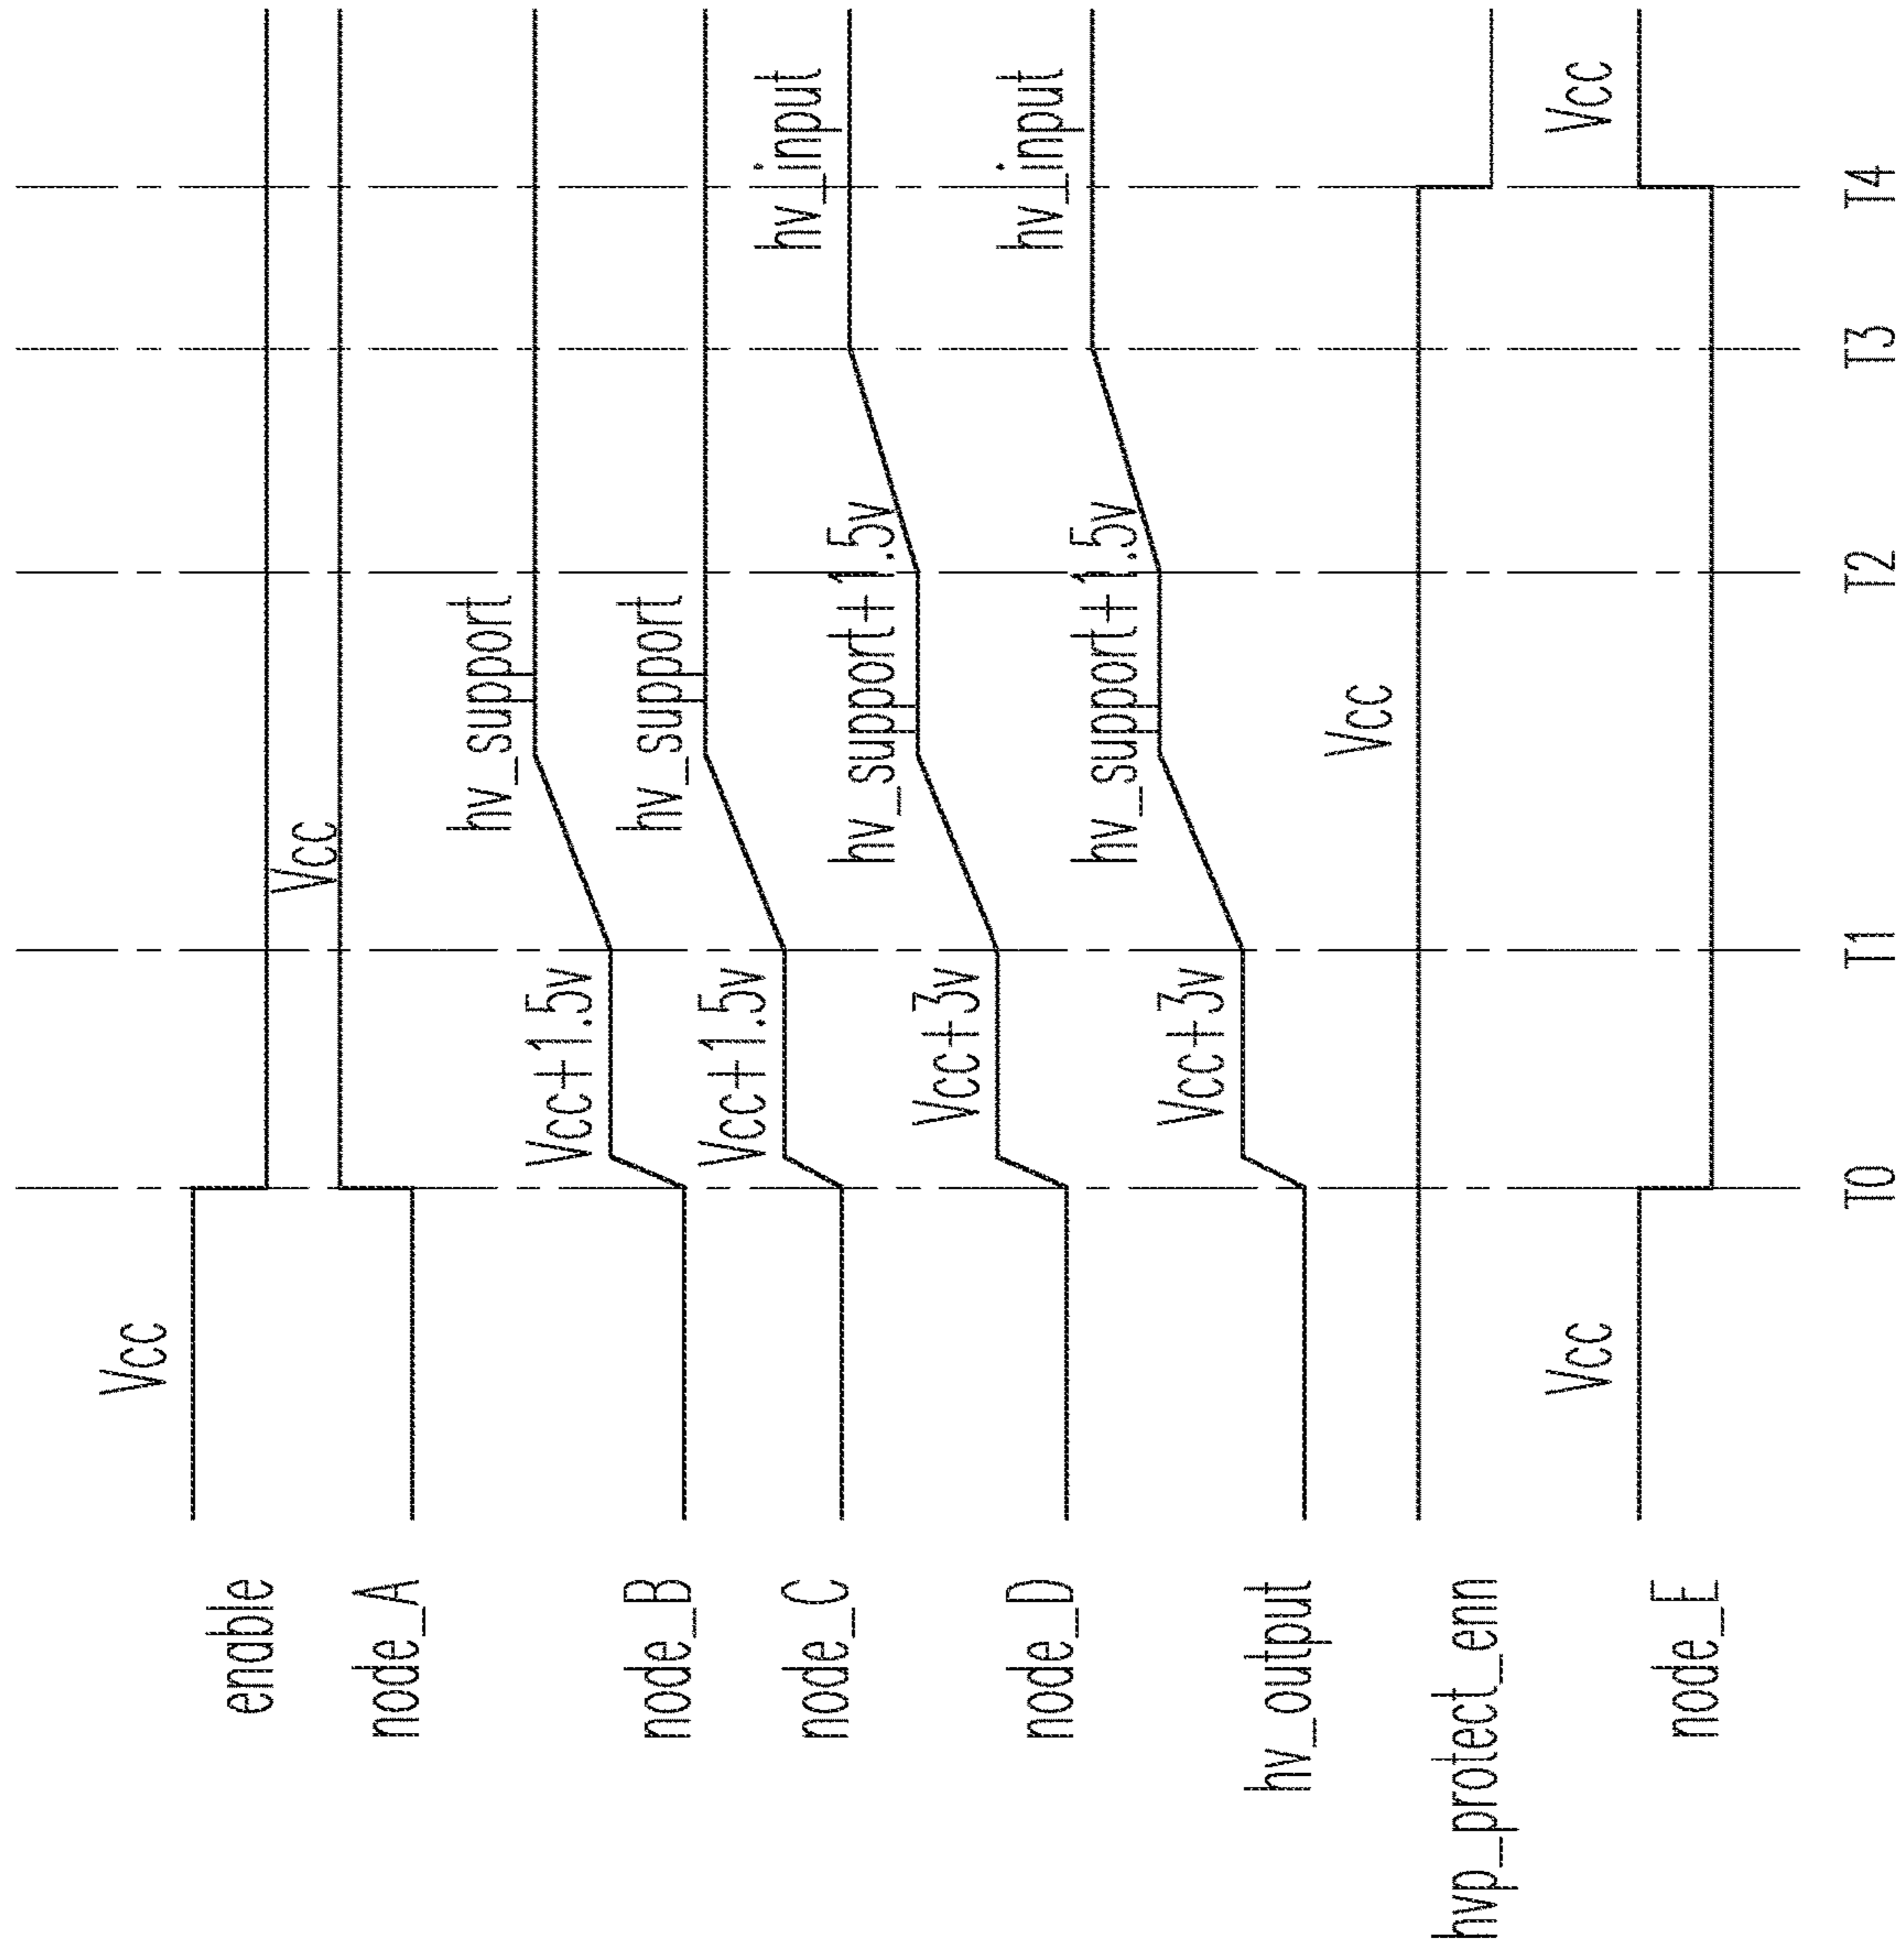 enable Vcc
node_A Vcc
node_B Vcc+1.5v hv_support
node_C Vcc+1.5v hv_support
node_D Vcc+3v hv_support+1.5v hv_input
hv_output Vcc+3v hv_support+1.5v hv_input
hvp_protect_enn Vcc
node_E Vcc Vcc
T0 T1 T2 T3 T4